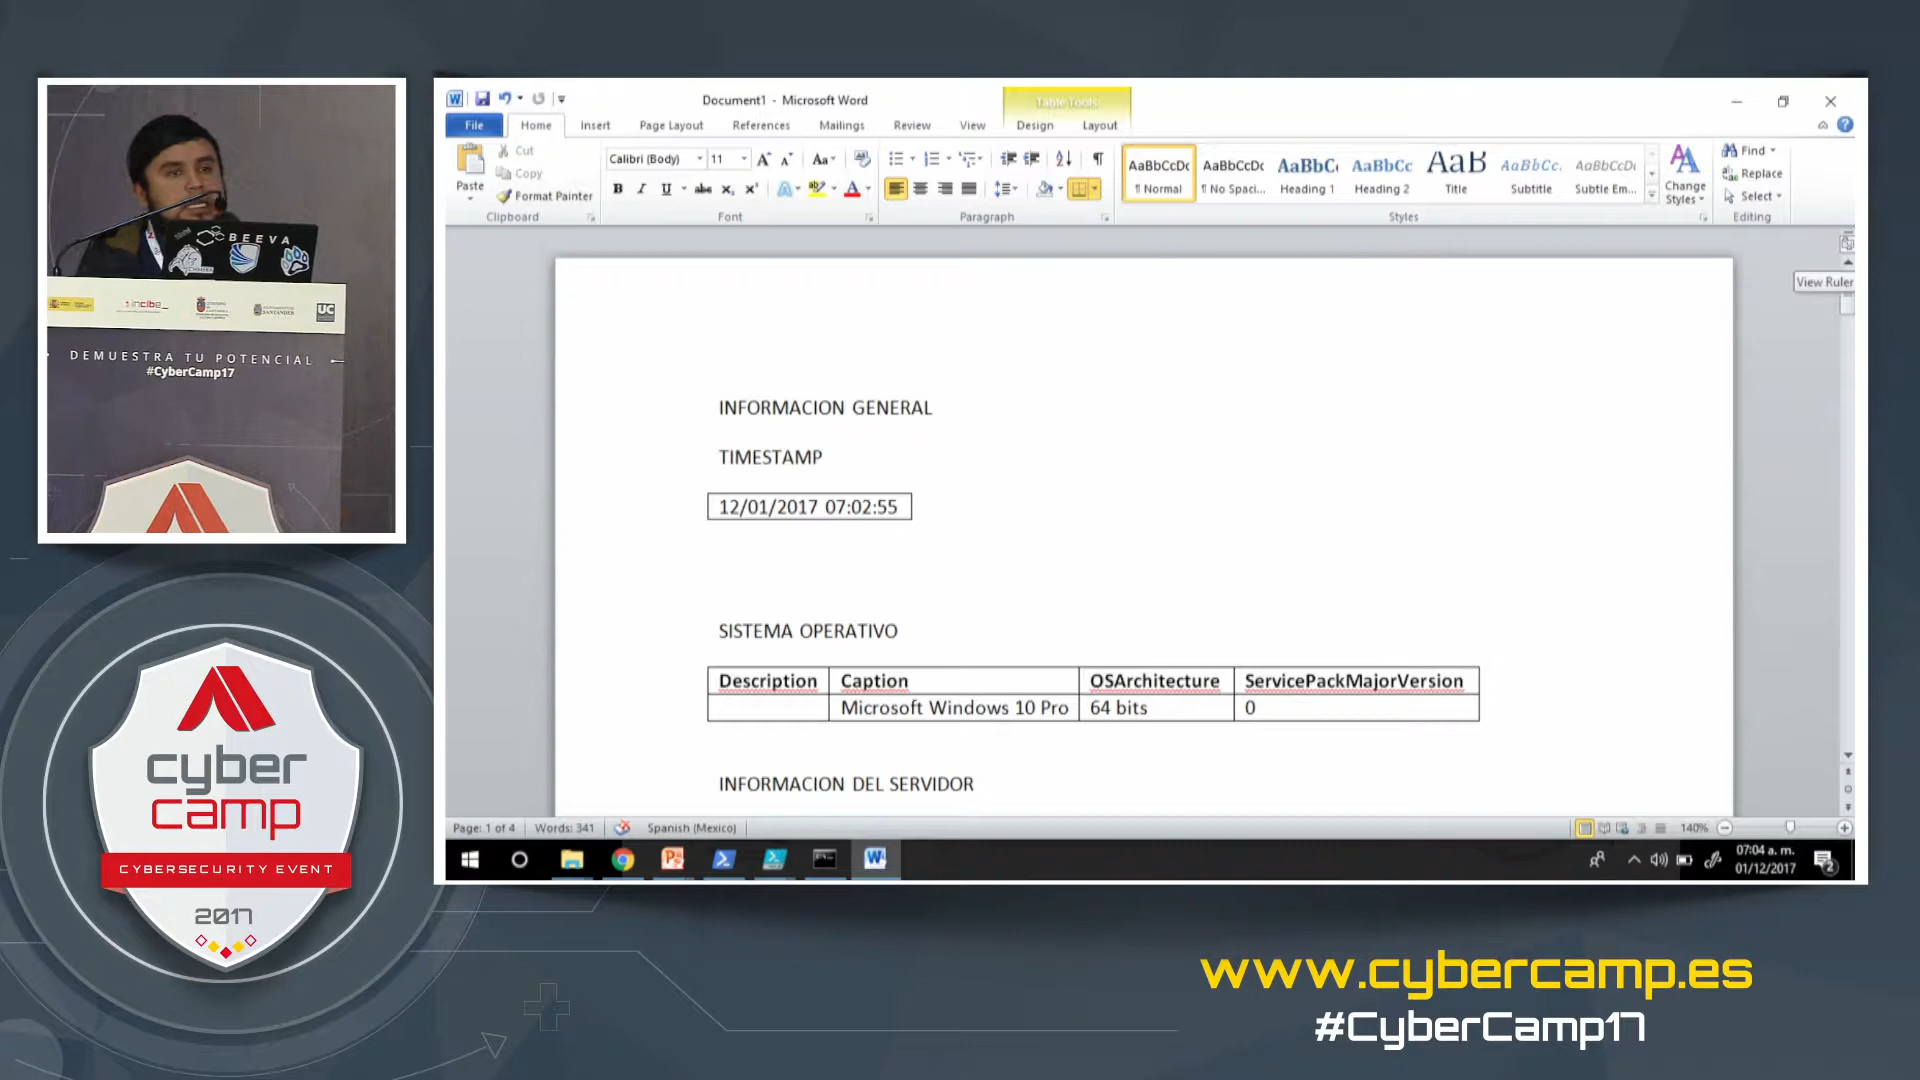 BEEVA
incibe_
SANTANDER
UC
DEMUESTRA TU POTENCIAL
#CyberCamp17
cyber
camp
CYBERSECURITY EVENT
2017
Document1 - Microsoft Word
Table Tools
File Home Insert Page Layout References Mailings Review View Design Layout
Paste
Cut
Copy
Format Painter
Clipboard
Calibri (Body) 11
Font
Paragraph
AaBbCcDc AaBbCcDc AaBbC AaBbCc AaB AaBbCc. AaBbCcDc
¶ Normal ¶ No Spaci... Heading 1 Heading 2 Title Subtitle Subtle Em...
Styles
Change
Styles
Find
Replace
Select
Editing
View Ruler
INFORMACION GENERAL
TIMESTAMP
12/01/2017 07:02:55
SISTEMA OPERATIVO
Description Caption OSArchitecture ServicePackMajorVersion
Microsoft Windows 10 Pro 64 bits 0
INFORMACION DEL SERVIDOR
Page: 1 of 4 Words: 341 Spanish (Mexico) 140%
07:04 a. m.
01/12/2017
2
www.cybercamp.es
#CyberCamp17